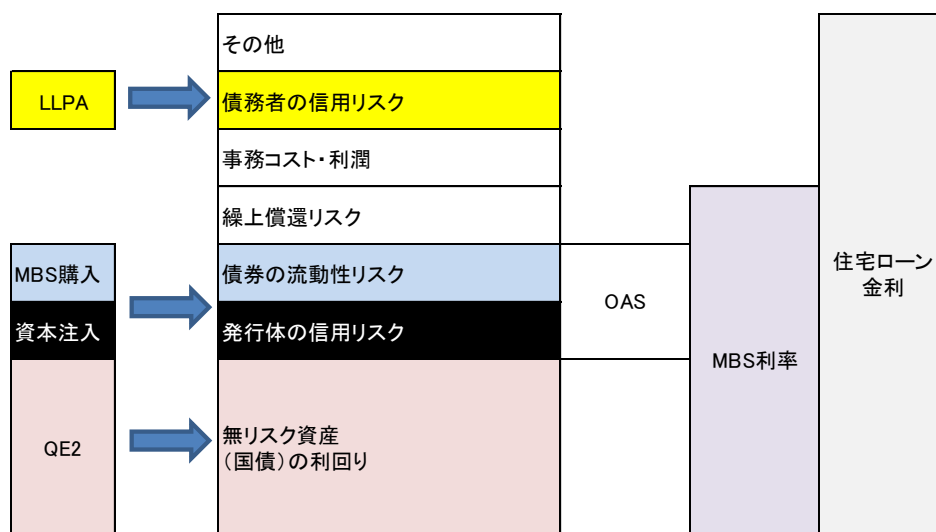 その他
LLPA
債務者の信用リスク
事務コスト・利潤
繰上償還リスク
MBS購入
債券の流動性リスク
資本注入
発行体の信用リスク
OAS
QE2
無リスク資産
（国債）の利回り
MBS利率
住宅ローン
金利